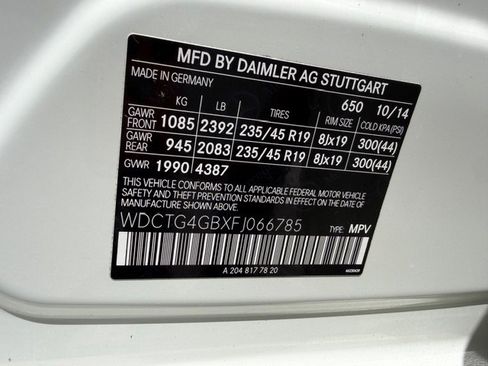 MFD BY DAIMLER AG STUTTGART
MADE IN GERMANY 650 10/14
KG LB TIRES RIM SIZE COLD KPA (PSI)
GAWR FRONT 1085 2392 235/45 R19 8Jx19 300(44)
GAWR REAR 945 2083 235/45 R19 8Jx19 300(44)
GVWR 1990 4387
THIS VEHICLE CONFORMS TO ALL APPLICABLE FEDERAL MOTOR VEHICLE
SAFETY AND THEFT PREVENTION STANDARDS IN EFFECT ON THE DATE
OF MANUFACTURE SHOWN ABOVE.
WDCTG4GBXFJ066785 TYPE: MPV
A 204 817 78 20